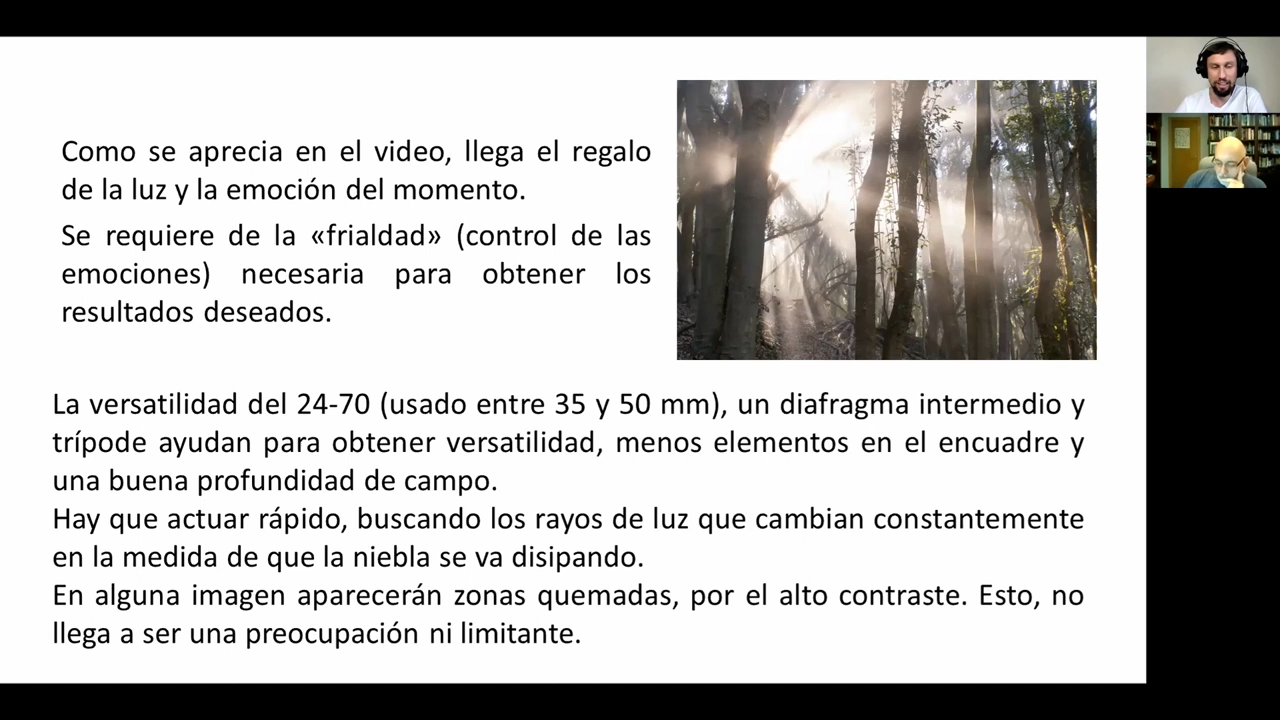 Como se aprecia en el video, llega el regalo
de la luz y la emoción del momento.
Se requiere de la «frialdad» (control de las
emociones) necesaria para obtener los
resultados deseados.
La versatilidad del 24-70 (usado entre 35 y 50 mm), un diafragma intermedio y
trípode ayudan para obtener versatilidad, menos elementos en el encuadre y
una buena profundidad de campo.
Hay que actuar rápido, buscando los rayos de luz que cambian constantemente
en la medida de que la niebla se va disipando.
En alguna imagen aparecerán zonas quemadas, por el alto contraste. Esto, no
llega a ser una preocupación ni limitante.